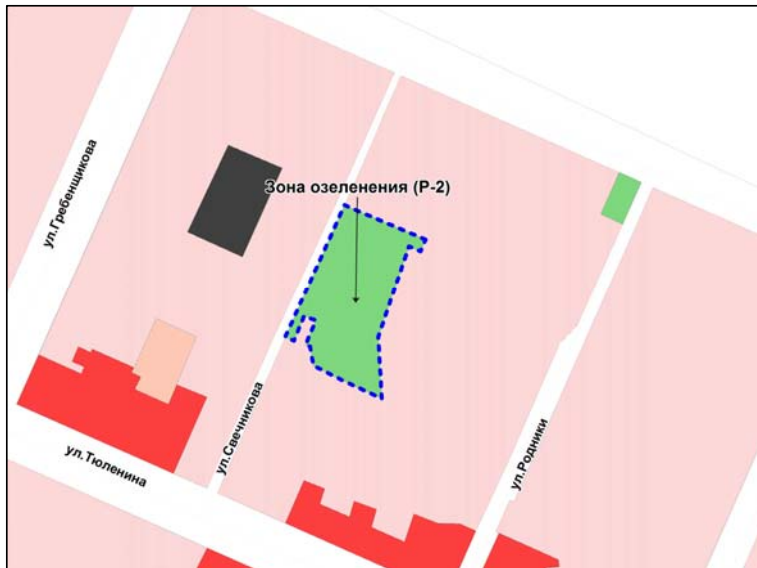 ул.Гребенщикова
Зона озеленения (Р-2)
ул.Свечникова
ул.Тюленина
ул.Родники